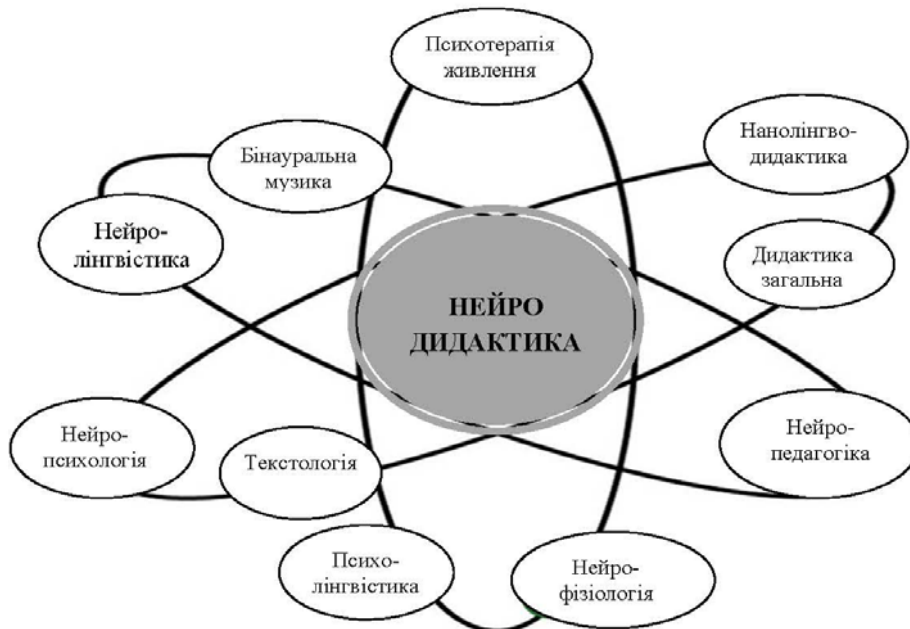 Психотерапія
живлення
Бінауральна
музика
Нанолінгво-
дидактика
Нейро-
лінгвістика
Дидактика
загальна
НЕЙРО
ДИДАКТИКА
Нейро-
психологія
Текстологія
Нейро-
педагогіка
Психо-
лінгвістика
Нейро-
фізіологія